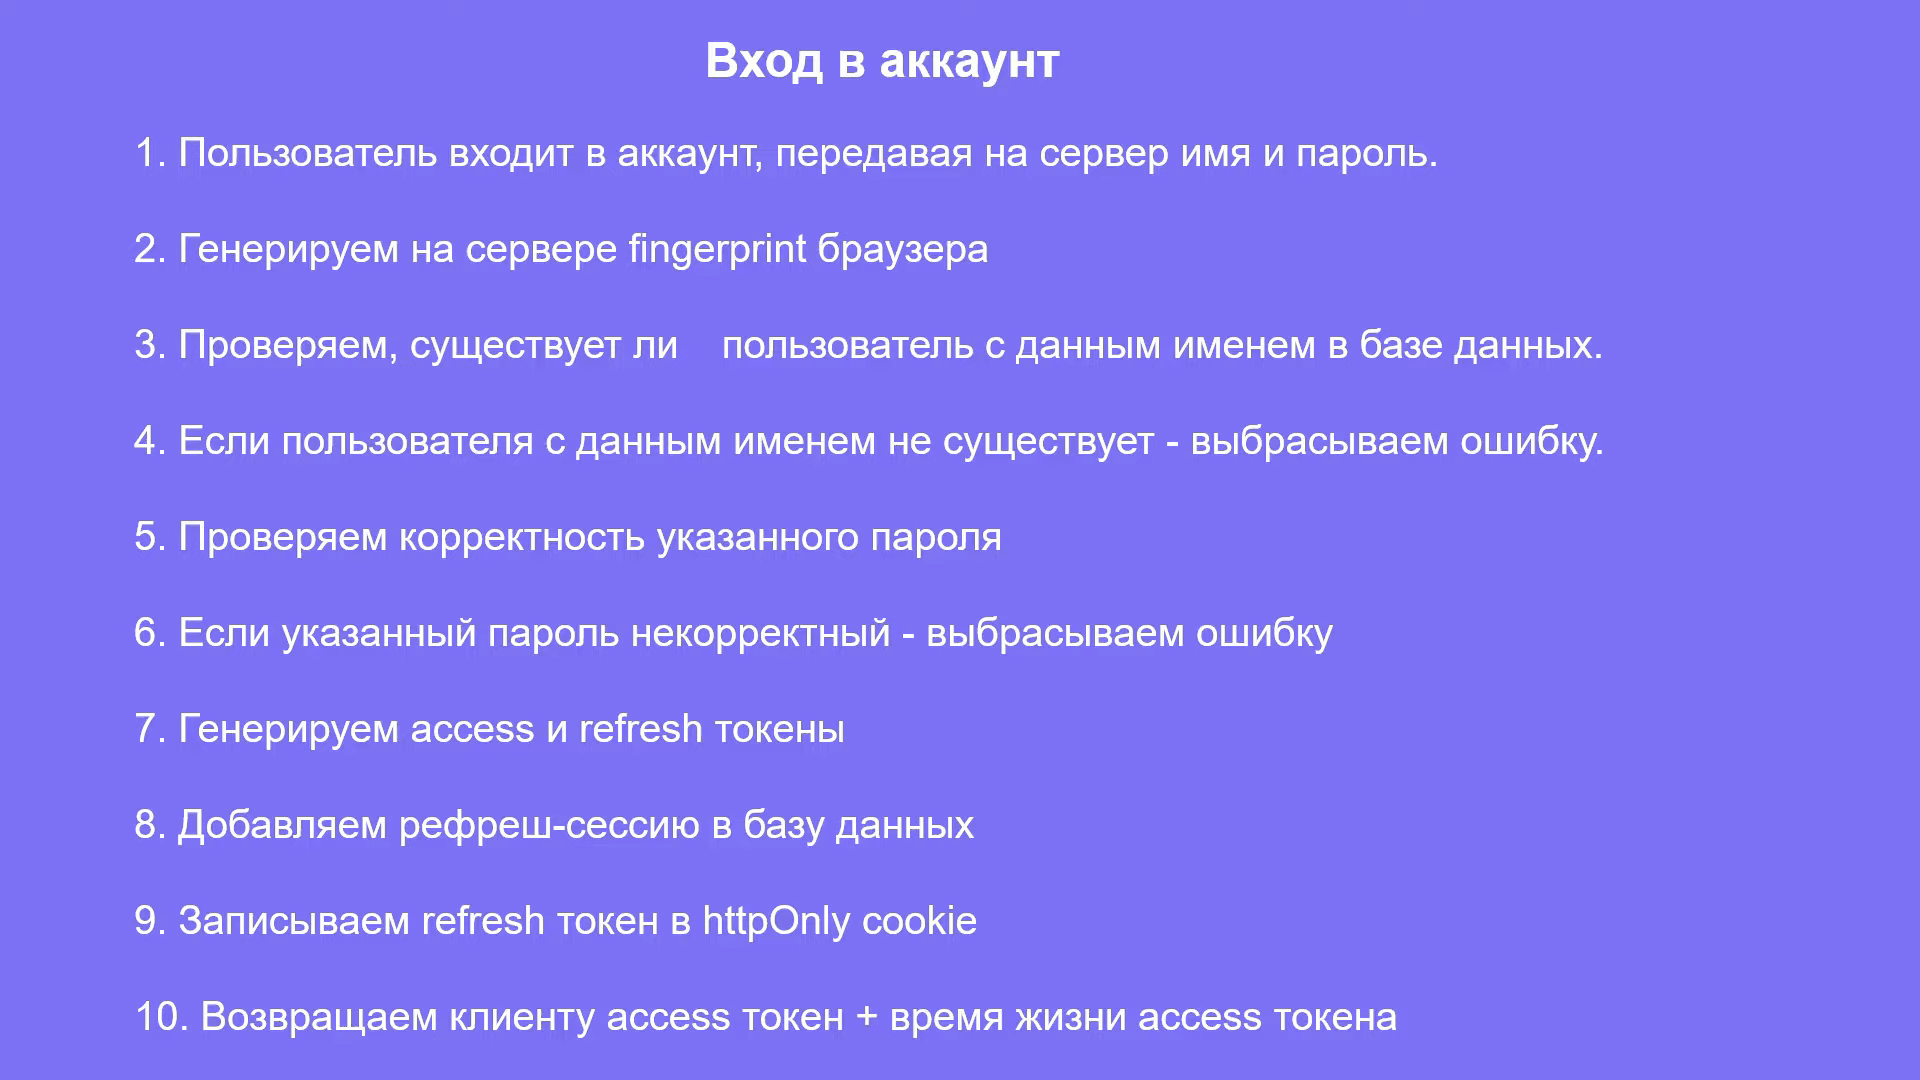 Вход в аккаунт
1. Пользователь входит в аккаунт, передавая на сервер имя и пароль.
2. Генерируем на сервере fingerprint браузера
3. Проверяем, существует ли    пользователь с данным именем в базе данных.
4. Если пользователя с данным именем не существует - выбрасываем ошибку.
5. Проверяем корректность указанного пароля
6. Если указанный пароль некорректный - выбрасываем ошибку
7. Генерируем access и refresh токены
8. Добавляем рефреш-сессию в базу данных
9. Записываем refresh токен в httpOnly cookie
10. Возвращаем клиенту access токен + время жизни access токена